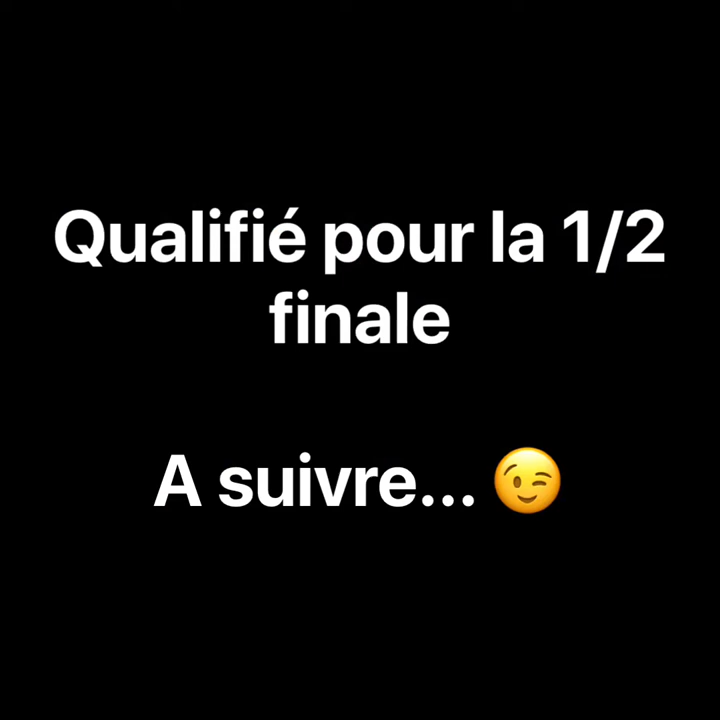 Qualifié pour la 1/2
finale
A suivre... 😉